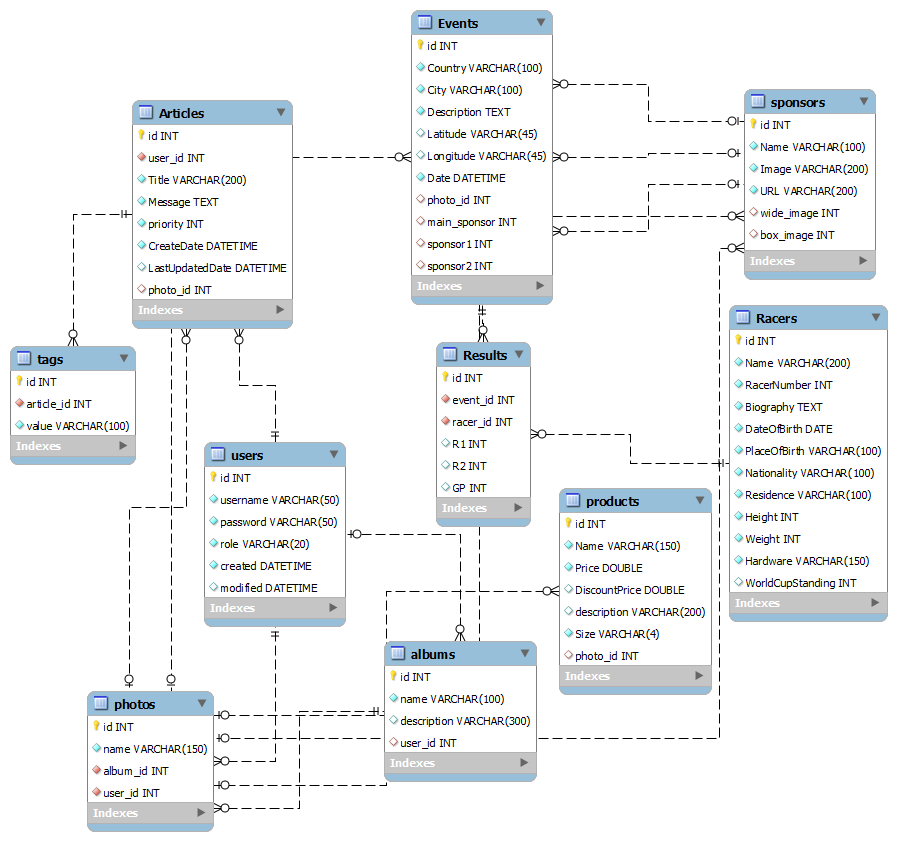 Events
id INT
Country VARCHAR(100)
City VARCHAR(100)
Description TEXT
Latitude VARCHAR(45)
Longitude VARCHAR(45)
Date DATETIME
photo_id INT
main_sponsor INT
sponsor1 INT
sponsor2 INT
Indexes
sponsors
id INT
Name VARCHAR(100)
Image VARCHAR(200)
URL VARCHAR(200)
wide_image INT
box_image INT
Indexes
Articles
id INT
user_id INT
Title VARCHAR(200)
Message TEXT
priority INT
CreateDate DATETIME
LastUpdatedDate DATETIME
photo_id INT
Indexes
Racers
id INT
Name VARCHAR(200)
RacerNumber INT
Biography TEXT
DateOfBirth DATE
PlaceOfBirth VARCHAR(100)
Nationality VARCHAR(100)
Residence VARCHAR(100)
Height INT
Weight INT
Hardware VARCHAR(150)
WorldCupStanding INT
Indexes
tags
id INT
article_id INT
value VARCHAR(100)
Indexes
Results
id INT
event_id INT
racer_id INT
R1 INT
R2 INT
GP INT
Indexes
users
id INT
username VARCHAR(50)
password VARCHAR(50)
role VARCHAR(20)
created DATETIME
modified DATETIME
Indexes
products
id INT
Name VARCHAR(150)
Price DOUBLE
DiscountPrice DOUBLE
description VARCHAR(200)
Size VARCHAR(4)
photo_id INT
Indexes
albums
id INT
name VARCHAR(100)
description VARCHAR(300)
user_id INT
Indexes
photos
id INT
name VARCHAR(150)
album_id INT
user_id INT
Indexes